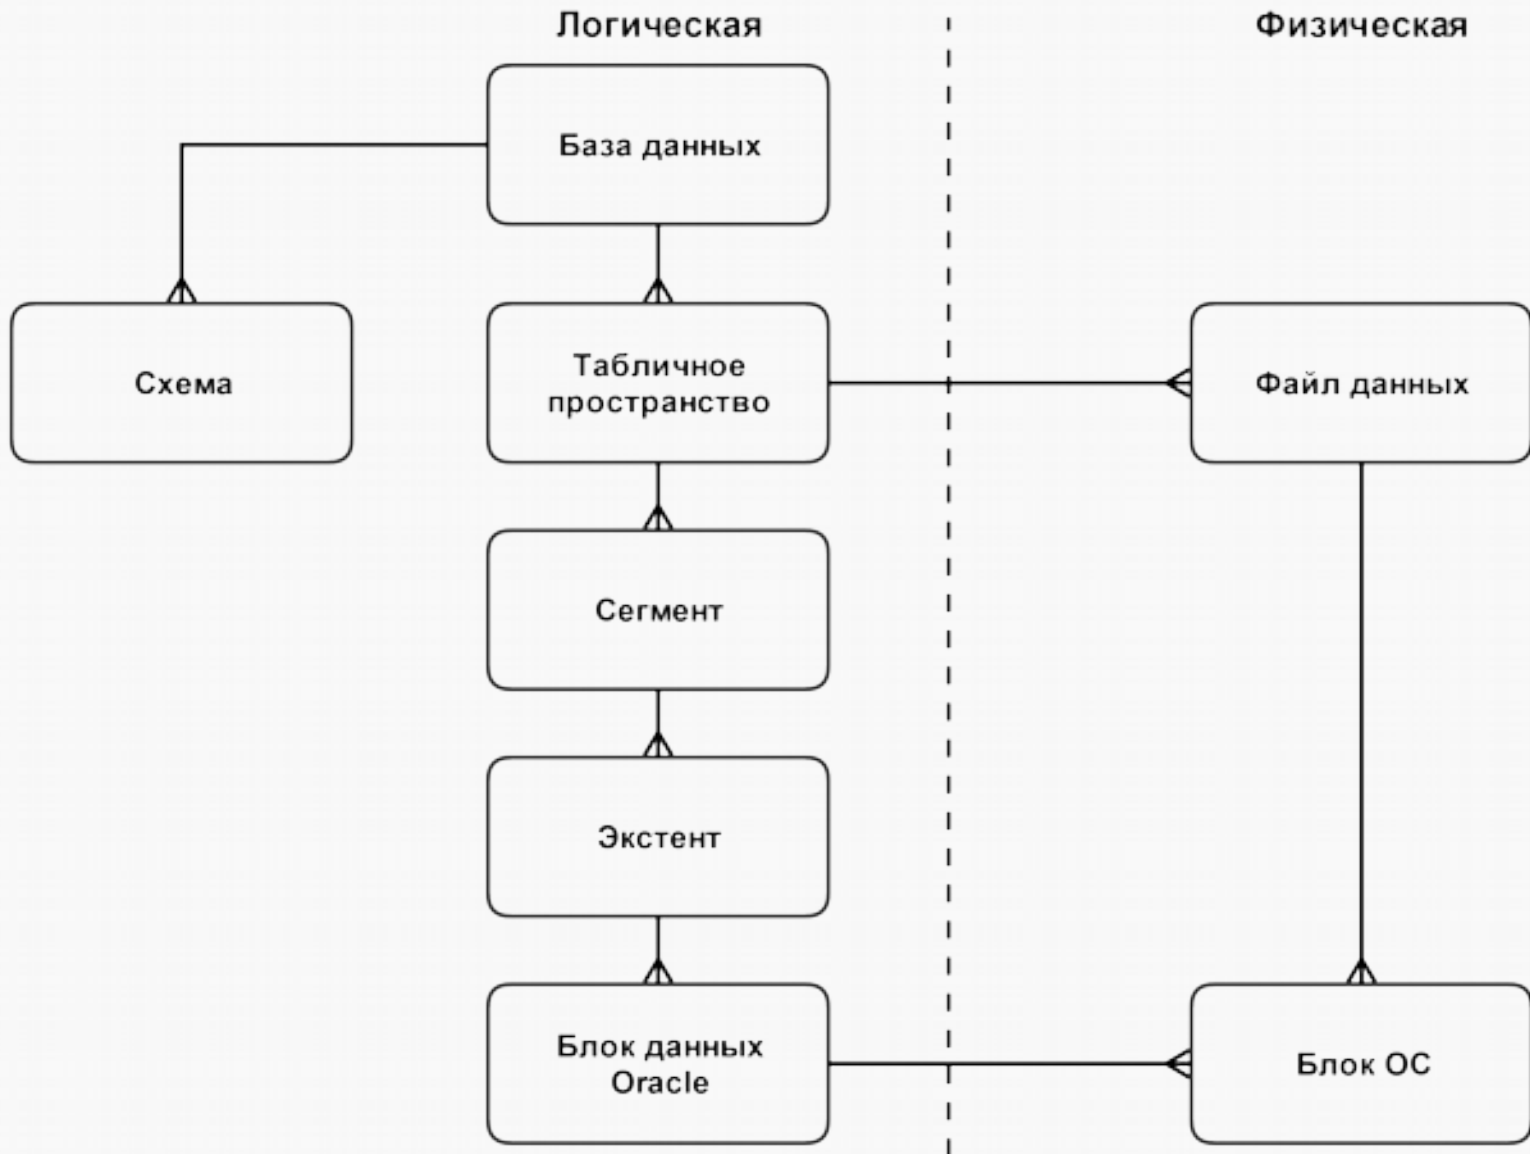 Логическая
Физическая
База данных
Схема
Табличное
пространство
Файл данных
Сегмент
Экстент
Блок данных
Oracle
Блок ОС